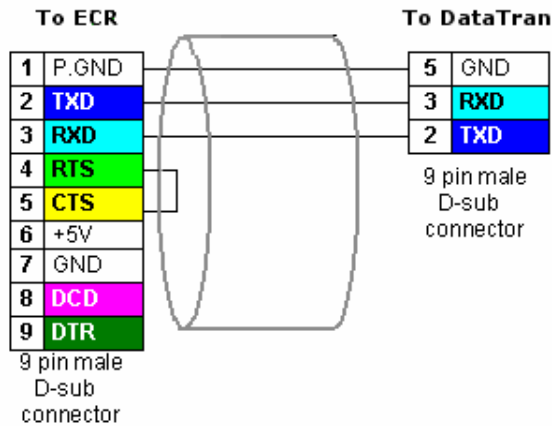 To ECR
To DataTran
1 P.GND
2 TXD
3 RXD
4 RTS
5 CTS
6 +5V
7 GND
8 DCD
9 DTR
9 pin male
D-sub
connector
5 GND
3 RXD
2 TXD
9 pin male
D-sub
connector